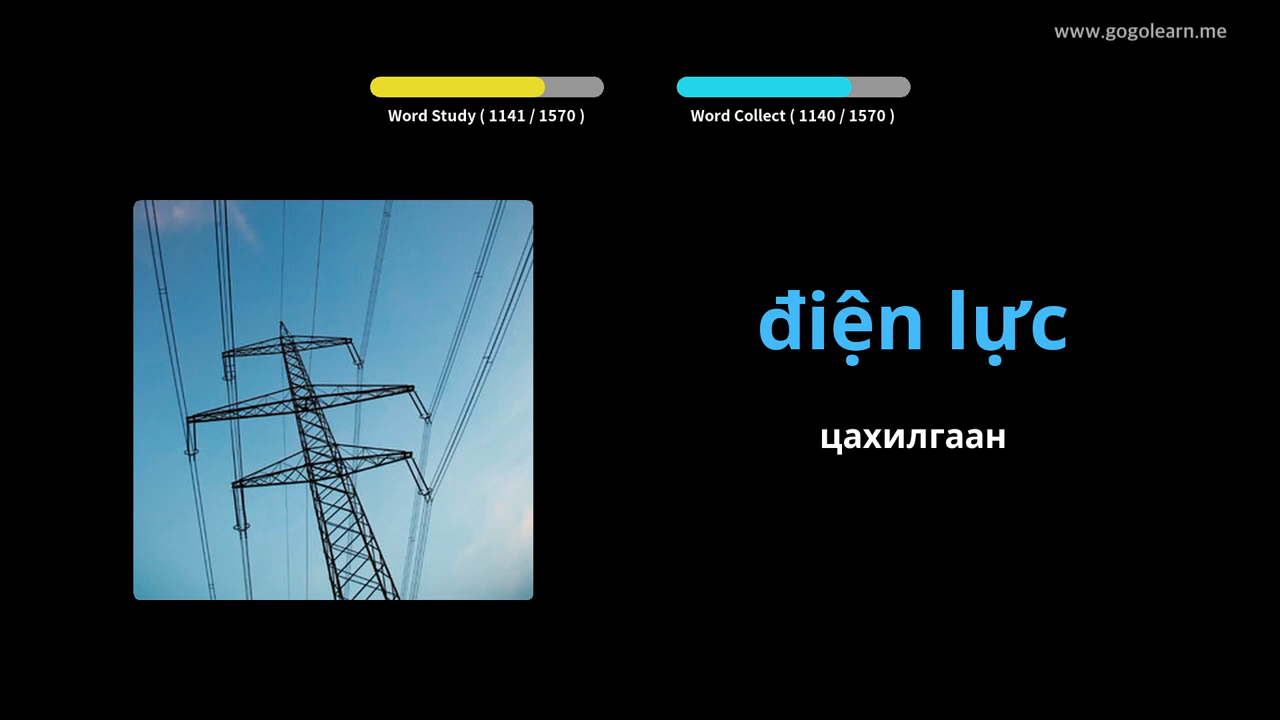 www.gogolearn.me
Word Study ( 1141 / 1570 )
Word Collect ( 1140 / 1570 )
điện lực
цахилгаан